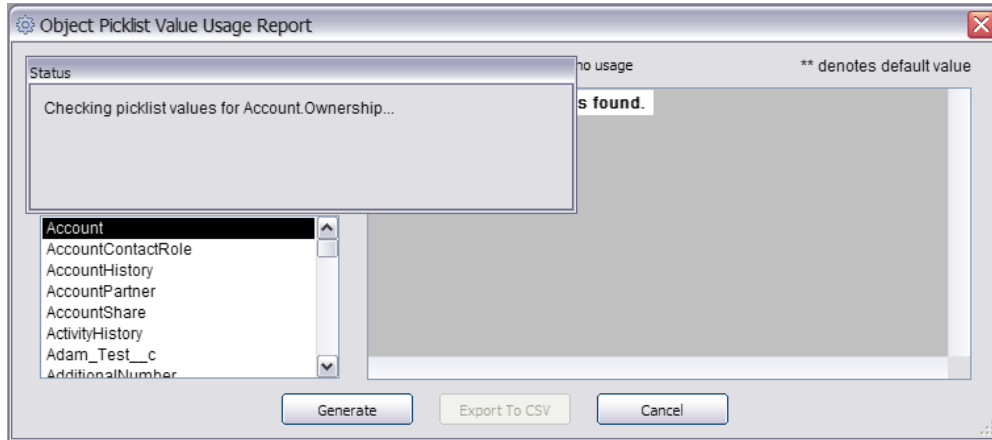 Object Picklist Value Usage Report
Status
no usage
** denotes default value
Checking picklist values for Account.Ownership...
s found.
Account
AccountContactRole
AccountHistory
AccountPartner
AccountShare
ActivityHistory
Adam_Test__c
AdditionalNumber
Generate
Export To CSV
Cancel